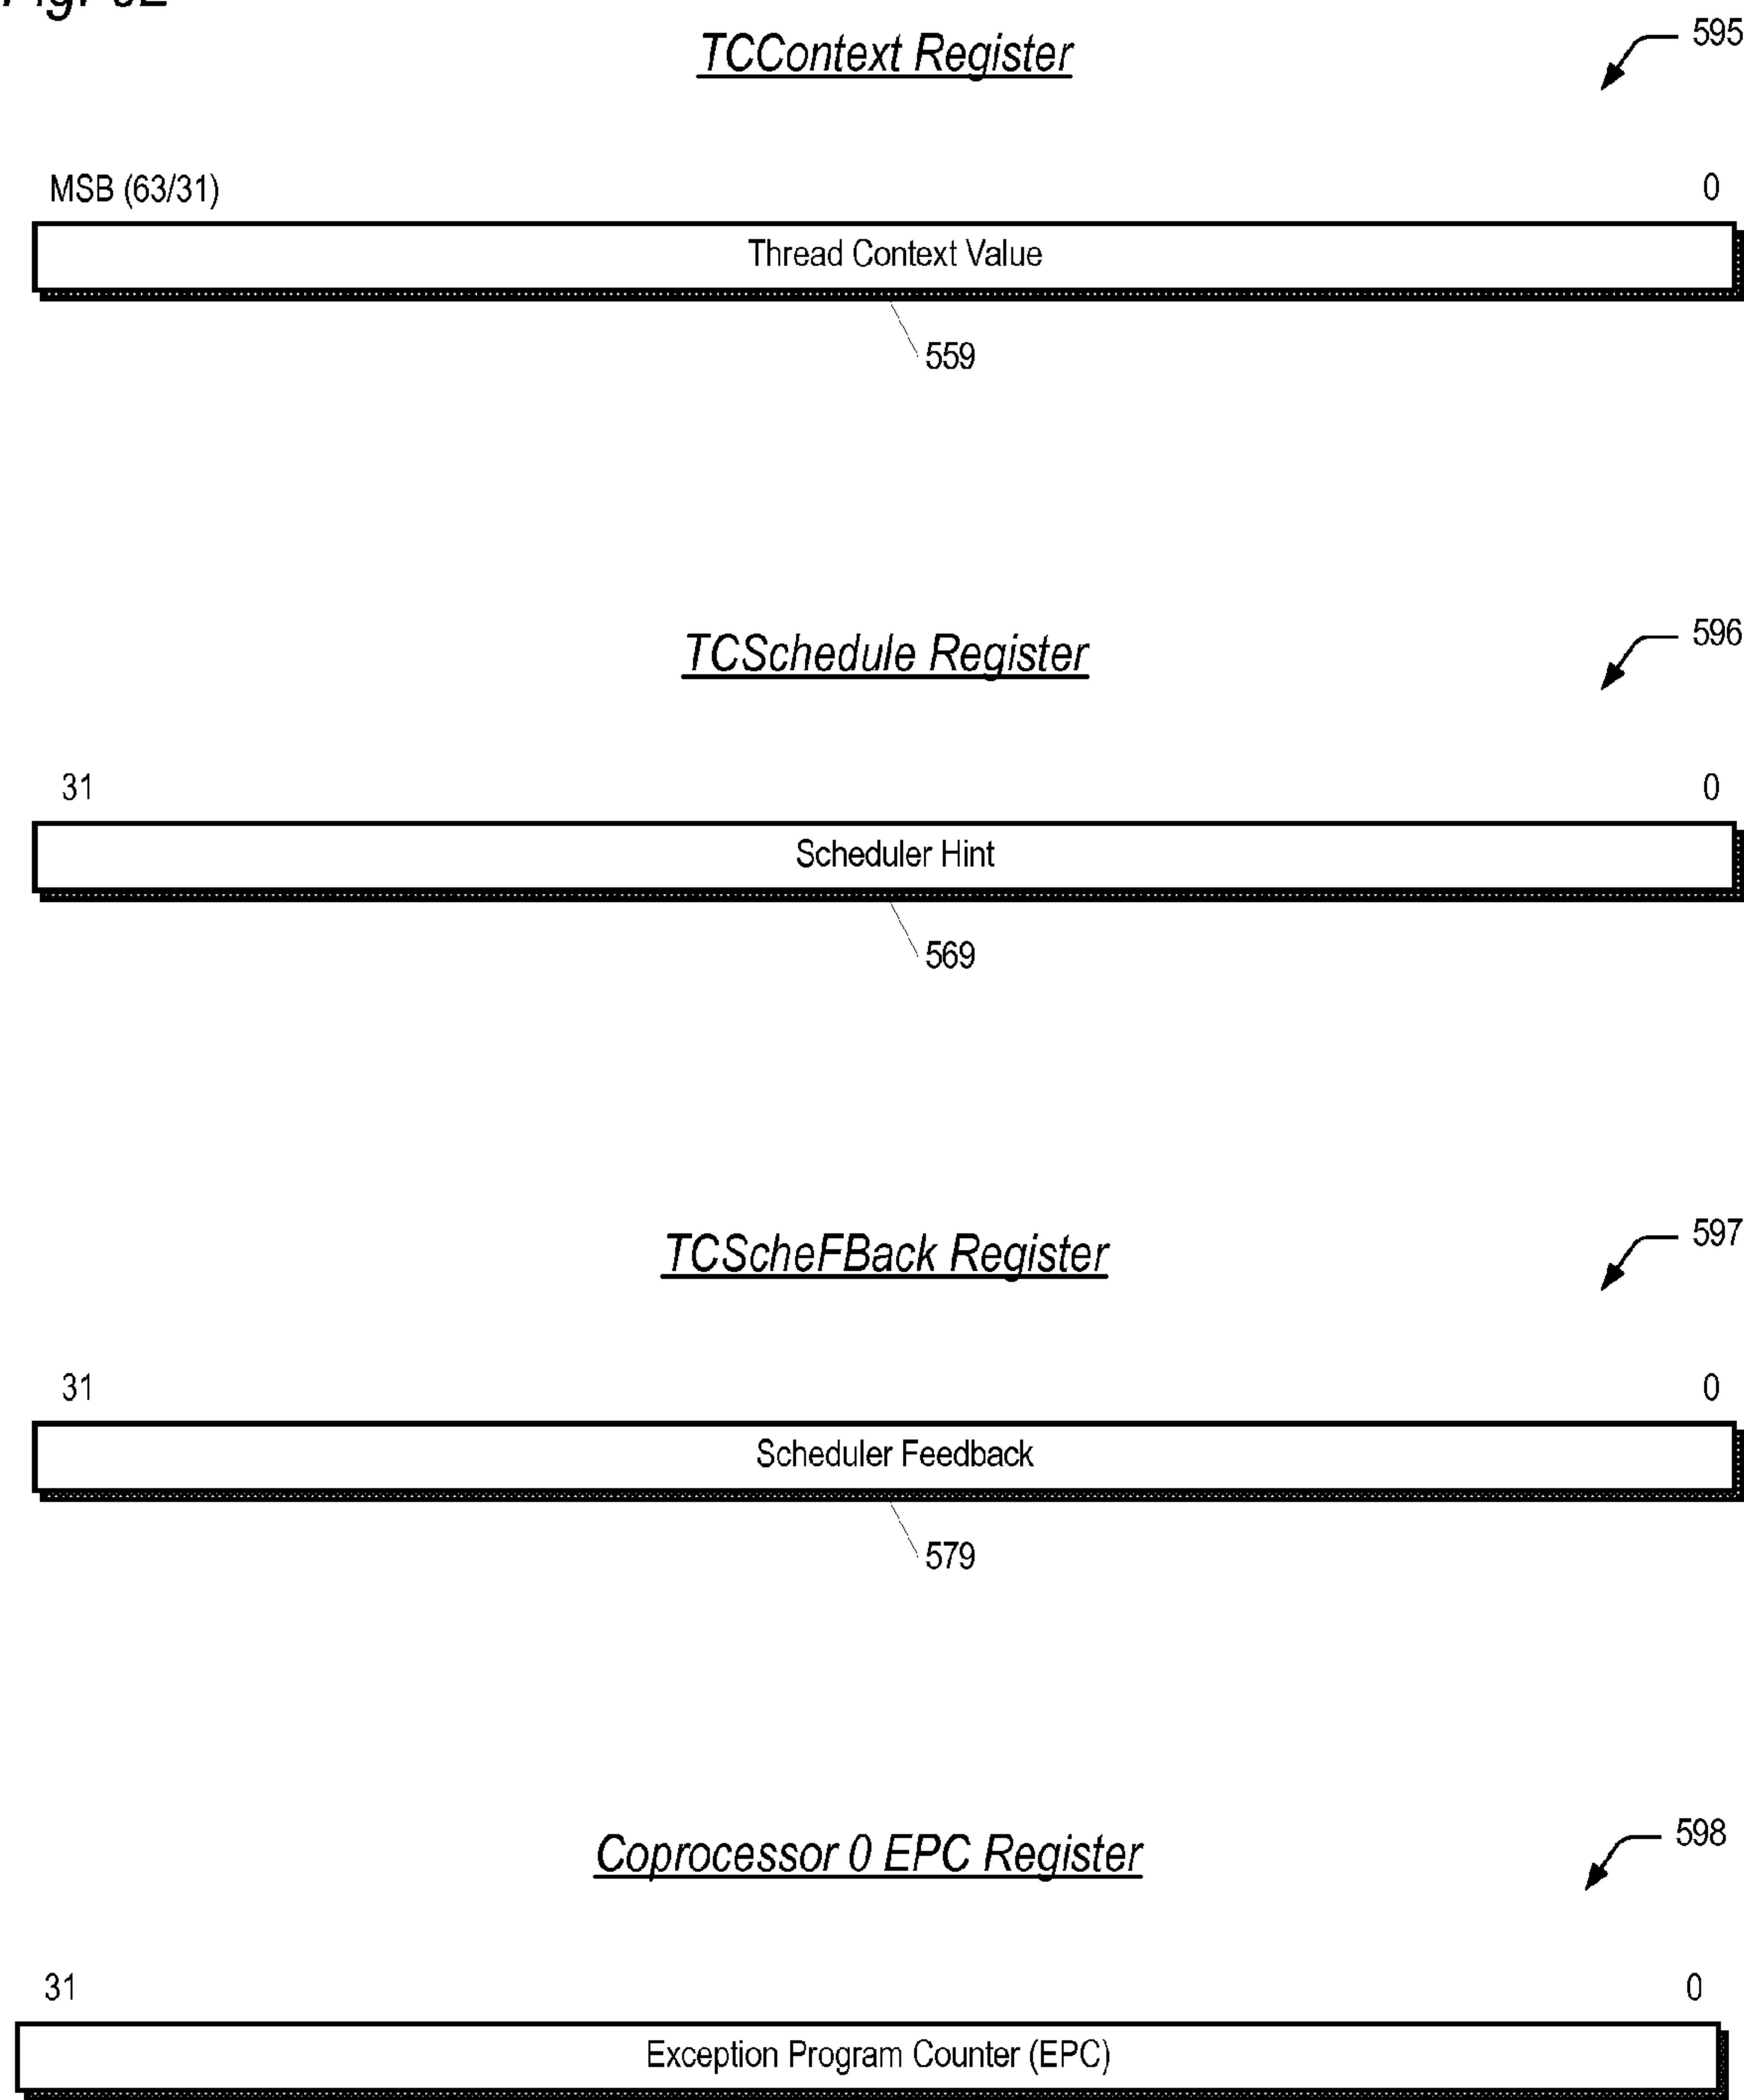 TCContext Register
595
MSB (63/31) 0
Thread Context Value
559
TCSchedule Register
596
31 0
Scheduler Hint
569
TCScheFBack Register
597
31 0
Scheduler Feedback
579
Coprocessor 0 EPC Register
598
31 0
Exception Program Counter (EPC)